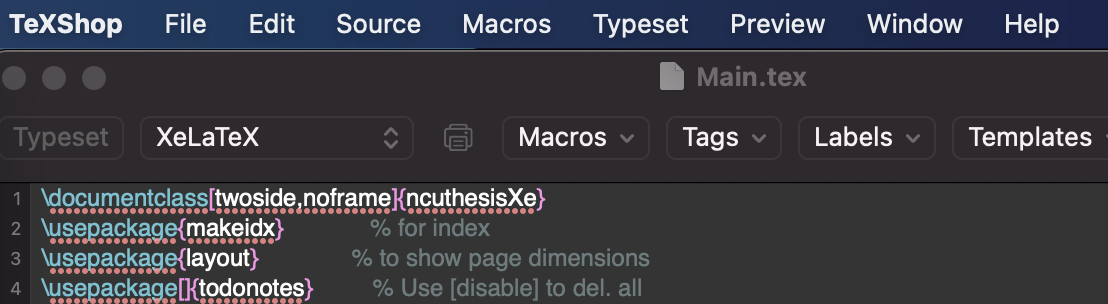 TeXShop File Edit Source Macros Typeset Preview Window Help
Main.tex
Typeset XeLaTeX Macros Tags Labels Templates
1 \documentclass[twoside,noframe]{ncuthesisXe}
2 \usepackage{makeidx} % for index
3 \usepackage{layout} % to show page dimensions
4 \usepackage[]{todonotes} % Use [disable] to del. all